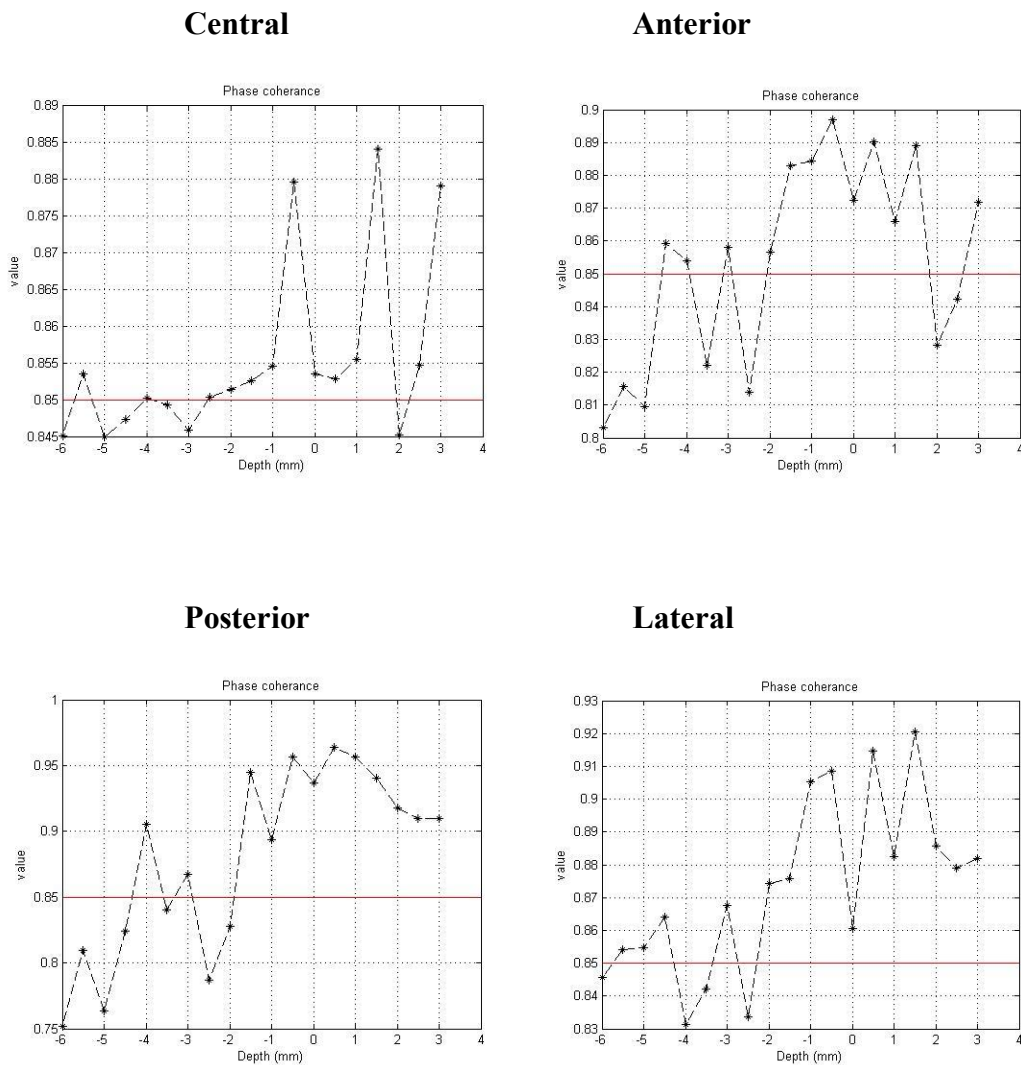 Central
Anterior
Phase coherance
0.89
0.885
0.88
0.875
0.87
0.865
0.86
0.855
0.85
0.845
value
-6 -5 -4 -3 -2 -1 0 1 2 3 4
Depth (mm)
Phase coherance
0.9
0.89
0.88
0.87
0.86
0.85
0.84
0.83
0.82
0.81
0.8
value
-6 -5 -4 -3 -2 -1 0 1 2 3 4
Depth (mm)
Posterior
Lateral
Phase coherance
1
0.95
0.9
0.85
0.8
0.75
value
-6 -5 -4 -3 -2 -1 0 1 2 3 4
Depth (mm)
Phase coherance
0.93
0.92
0.91
0.9
0.89
0.88
0.87
0.86
0.85
0.84
0.83
value
-6 -5 -4 -3 -2 -1 0 1 2 3 4
Depth (mm)